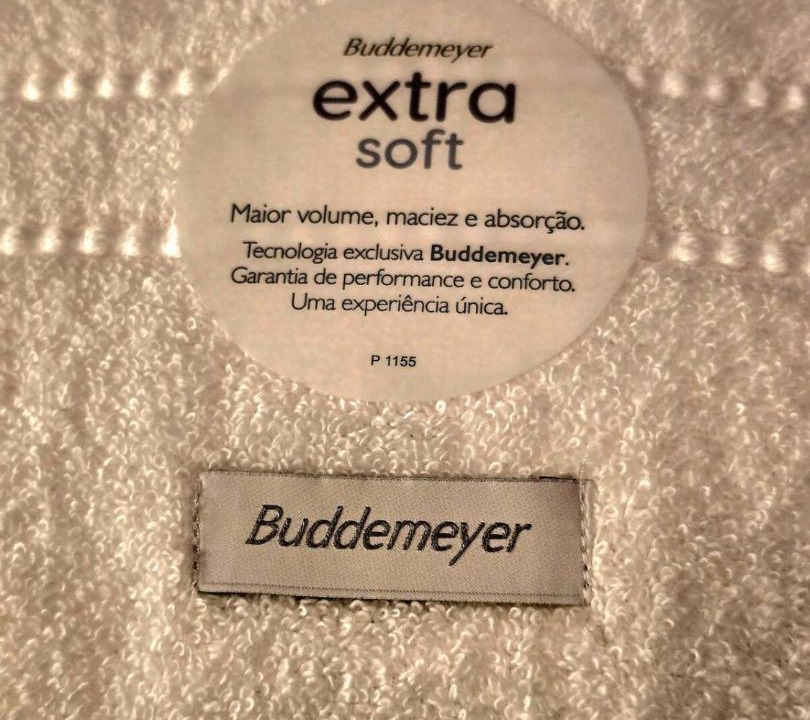 Buddemeyer
extra
soft
Maior volume, maciez e absorção.
Tecnologia exclusiva Buddemeyer.
Garantia de performance e conforto.
Uma experiência única.
P 1155
Buddemeyer